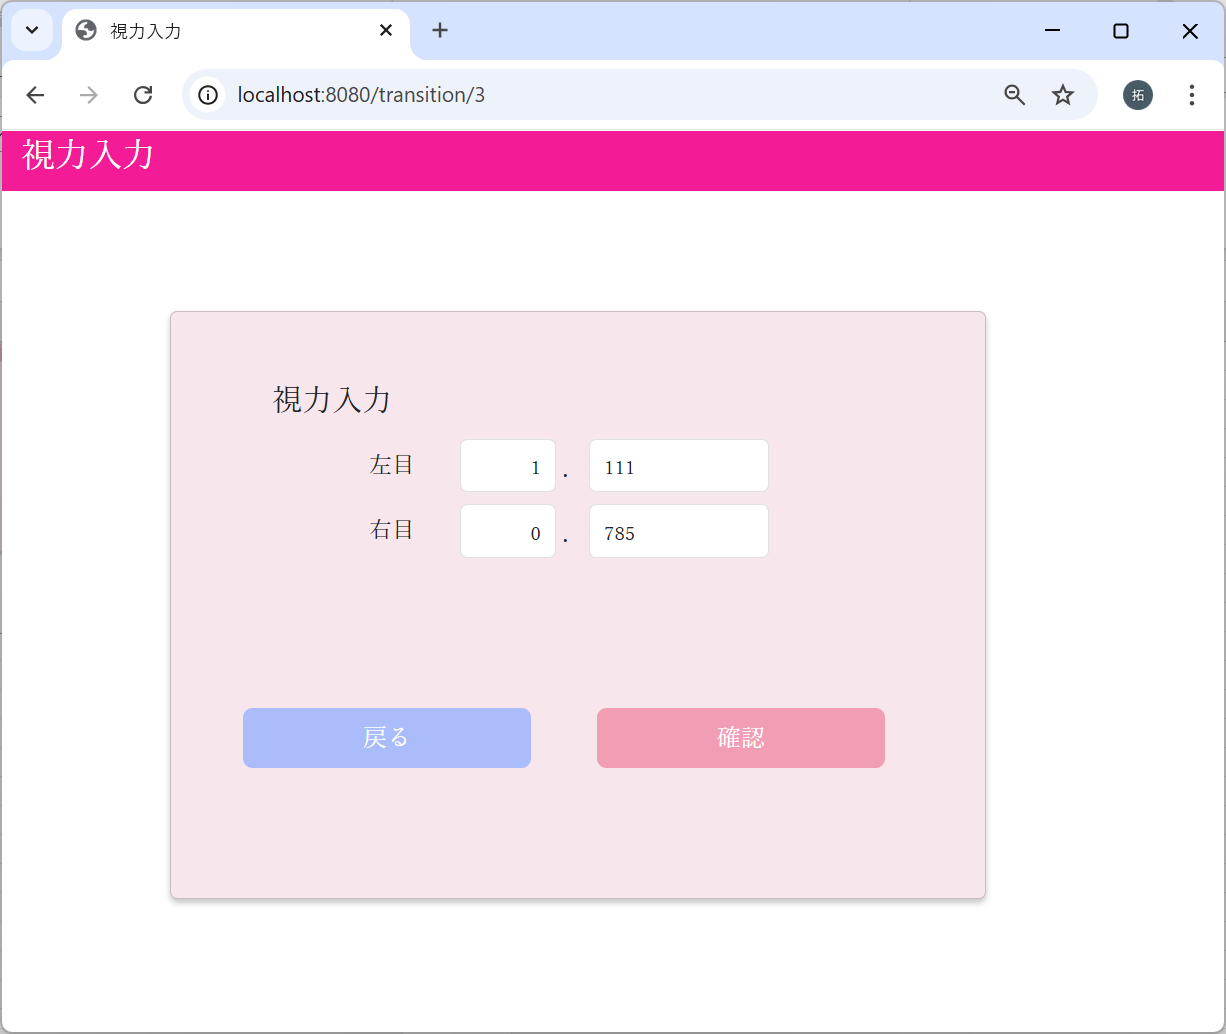 視力入力
localhost:8080/transition/3
拓
視力入力
視力入力
左目 1 . 111
右目 0 . 785
戻る 確認